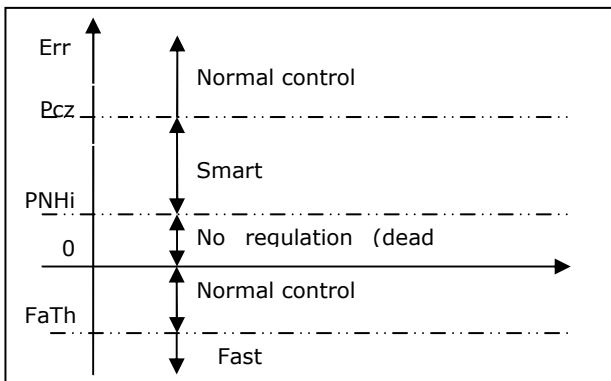 Err
Normal control
Pcz
Smart
PNHi
No regulation (dead
0
Normal control
FaTh
Fast